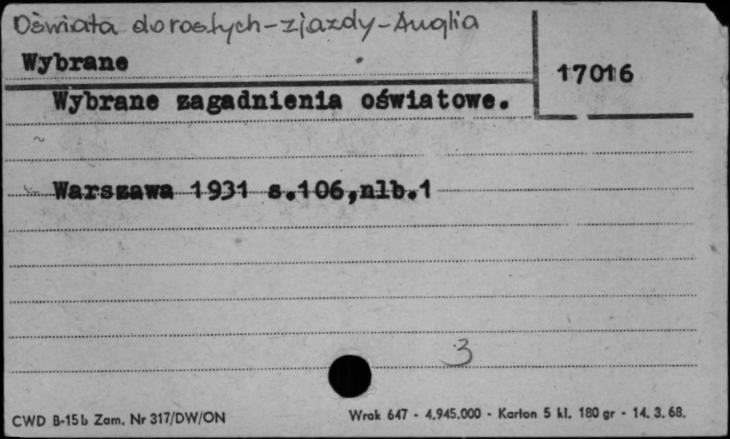 Oświata dorosłych - zjazdy - Anglia
Wybrane
17016
Wybrane zagadnienia oświatowe.
Warszawa 1931 s.106,nlb.1
3
CWD B-15b Zam. Nr 317/DW/ON
Wrak 647 - 4.945.000 - Karton 5 kl. 180 gr - 14. 3. 68.